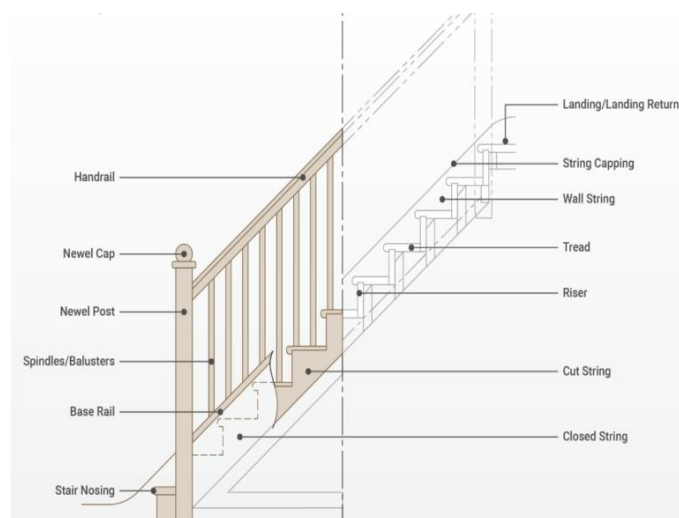 Handrail
Newel Cap
Newel Post
Spindles/Balusters
Base Rail
Stair Nosing
Landing/Landing Return
String Capping
Wall String
Tread
Riser
Cut String
Closed String